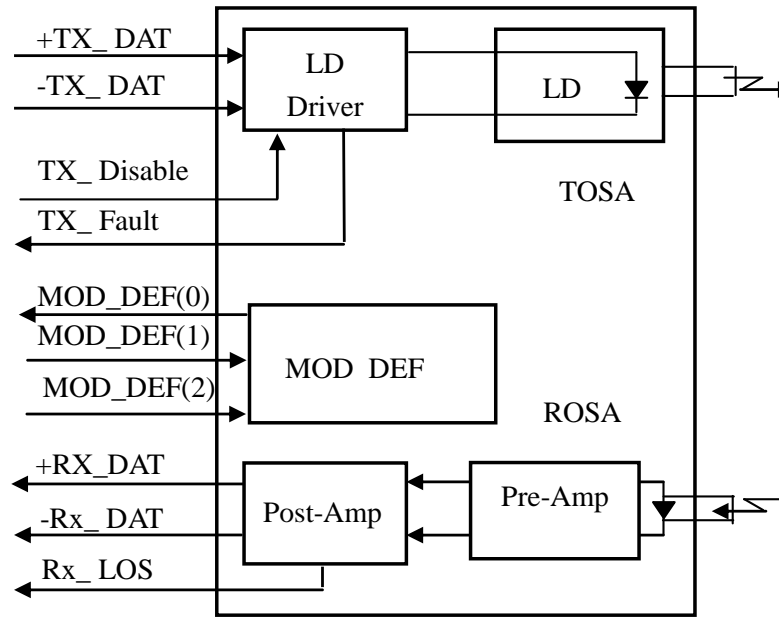 +TX_ DAT
-TX_ DAT
LD
Driver
LD
TX_ Disable
TOSA
TX_ Fault
MOD_DEF(0)
MOD_DEF(1)
MOD DEF
MOD_DEF(2)
ROSA
+RX_DAT
Pre-Amp
Post-Amp
-Rx_ DAT
Rx_ LOS